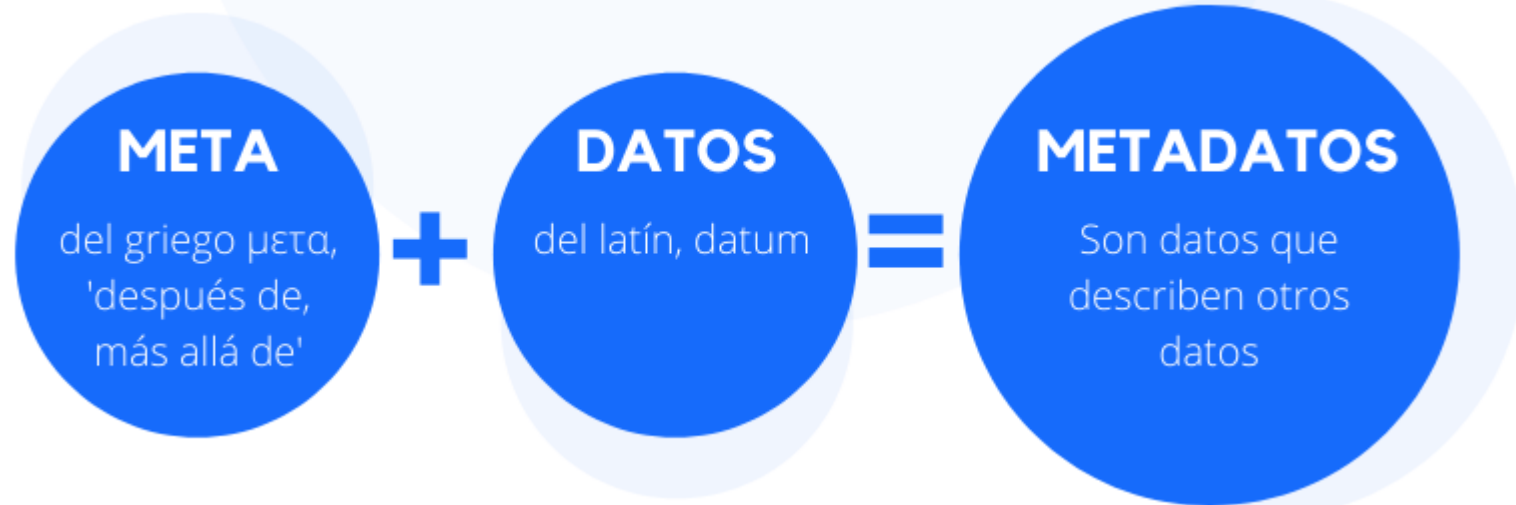 META
del griego μετα,
'después de,
más allá de'
+
DATOS
del latín, datum
=
METADATOS
Son datos que
describen otros
datos